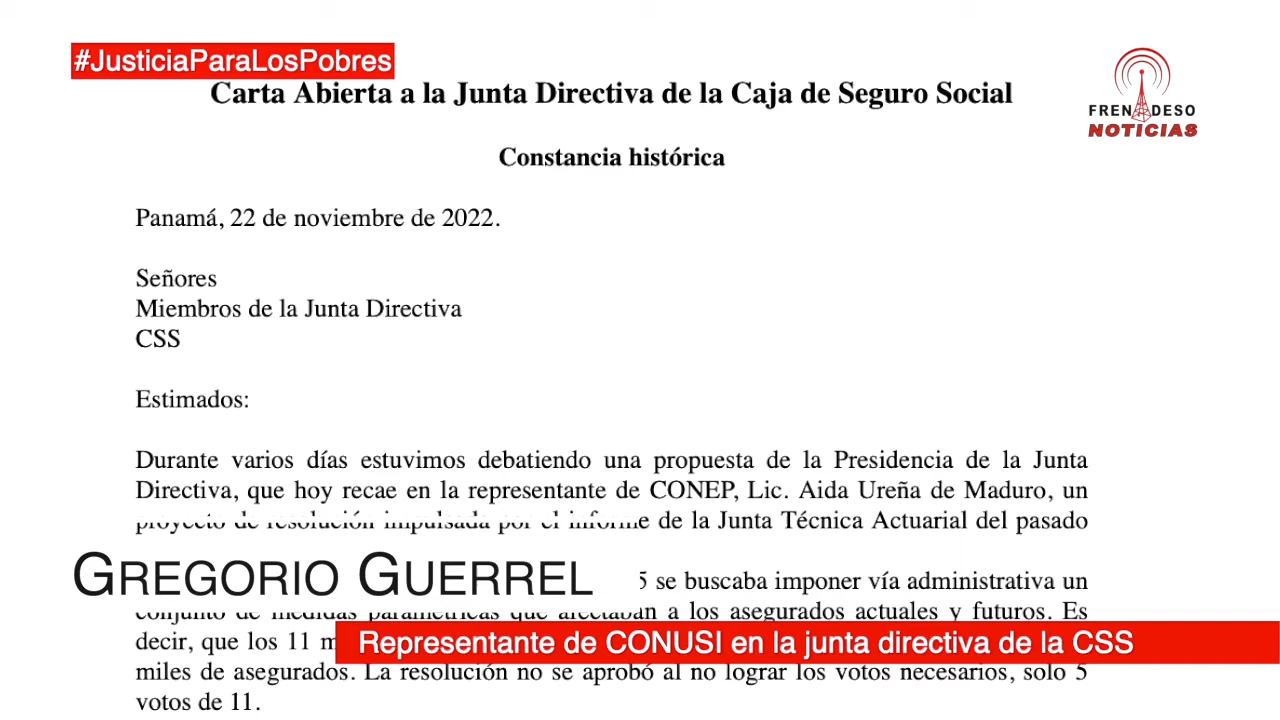 #JusticiaParaLosPobres
Carta Abierta a la Junta Directiva de la Caja de Seguro Social
FRENADESO
NOTICIAS
Constancia histórica
Panamá, 22 de noviembre de 2022.
Señores
Miembros de la Junta Directiva
CSS
Estimados:
Durante varios días estuvimos debatiendo una propuesta de la Presidencia de la Junta
Directiva, que hoy recae en la representante de CONEP, Lic. Aida Ureña de Maduro, un
proyecto de resolución impulsada por el informe de la Junta Técnica Actuarial del pasado
GREGORIO GUERREL
5 se buscaba imponer vía administrativa un
conjunto de medidas paramétricas que afectaban a los asegurados actuales y futuros. Es
decir, que los 11 m
Representante de CONUSI en la junta directiva de la CSS
miles de asegurados. La resolución no se aprobó al no lograr los votos necesarios, solo 5
votos de 11.